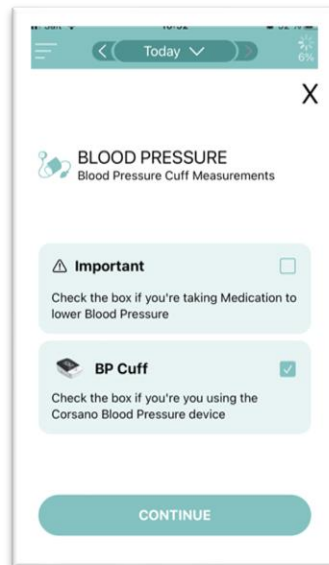 Today
6%
X
BLOOD PRESSURE
Blood Pressure Cuff Measurements
Important
Check the box if you're taking Medication to
lower Blood Pressure
BP Cuff
Check the box if you're you using the
Corsano Blood Pressure device
CONTINUE